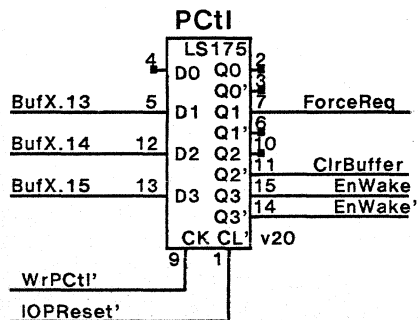 PCtl
LS175
4 D0 Q0 2
Q0' 3
BufX.13 5 D1 Q1 7 ForceReq
Q1' 6
BufX.14 12 D2 Q2 10
Q2' 11 ClrBuffer
BufX.15 13 D3 Q3 15 EnWake
Q3' 14 EnWake'
CK CL' v20
9 1
WrPCtl'
IOPReset'